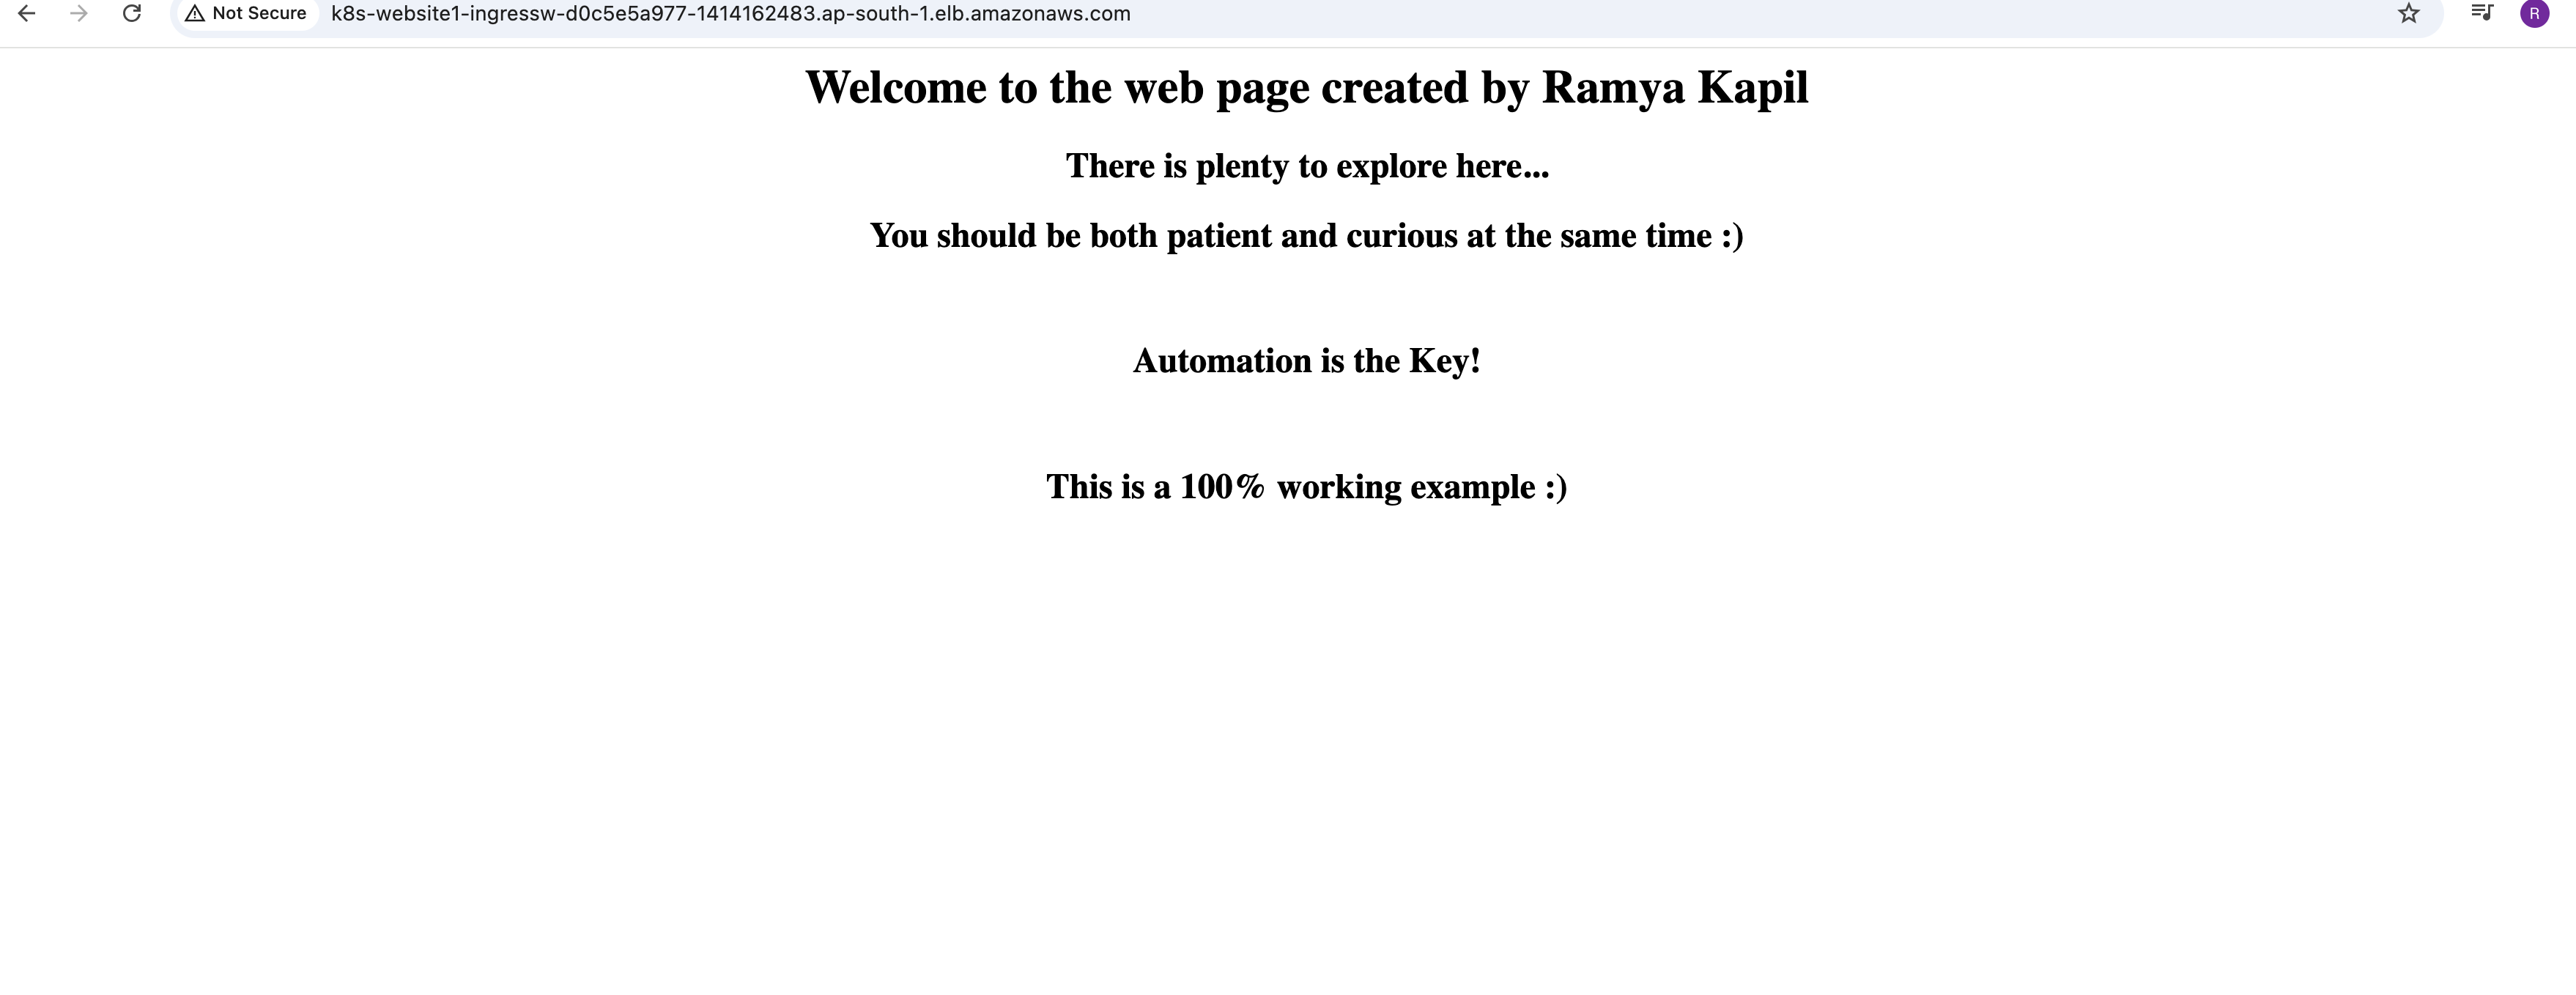 Not Secure k8s-website1-ingressw-d0c5e5a977-1414162483.ap-south-1.elb.amazonaws.com R
Welcome to the web page created by Ramya Kapil
There is plenty to explore here...
You should be both patient and curious at the same time :)
Automation is the Key!
This is a 100% working example :)